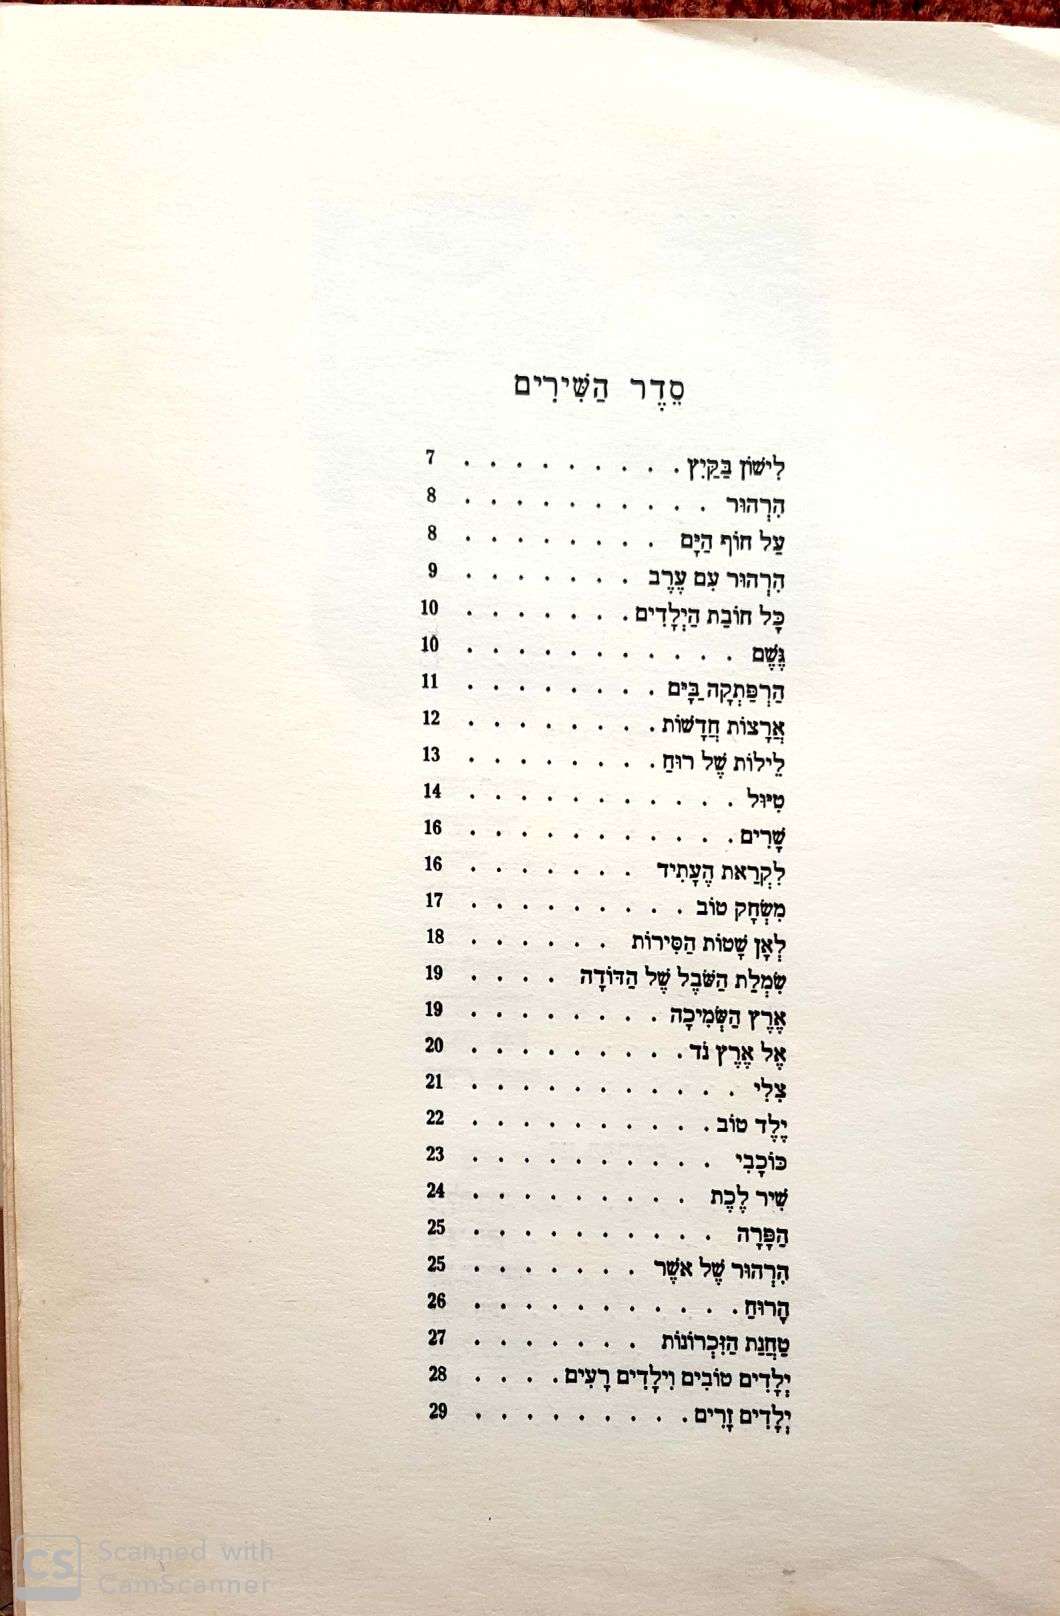 סֵדֶר הַשִּׁירִים
לִישׁוֹן בַּקַּיִץ . . . . . . . . . 7
הִרְהוּר . . . . . . . . . . 8
עַל חוֹף הַיָּם . . . . . . . . 8
הִרְהוּר עִם עֶרֶב . . . . . . . 9
כָּל חוֹבַת הַיְלָדִים . . . . . . . 10
גֶּשֶׁם . . . . . . . . . . . 10
הַרְפַּתְקָה בַּיָּם . . . . . . . . 11
אֲרָצוֹת חֲדָשׁוֹת . . . . . . . . 12
לֵילוֹת שֶׁל רוּחַ . . . . . . . . 13
טִיּוּל . . . . . . . . . . . 14
שָׁרִים . . . . . . . . . . . 16
לִקְרַאת הֶעָתִיד . . . . . . . 16
מִשְׂחָק טוֹב . . . . . . . . . 17
לְאָן שָׁטוֹת הַסִּירוֹת . . . . . . 18
שִׂמְלַת הַשֹּׁבֶל שֶׁל הַדּוֹדָה . . . . 19
אֶרֶץ הַשְּׂמִיכָה . . . . . . . . 19
אֶל אֶרֶץ נֹד . . . . . . . . . 20
צִלִּי . . . . . . . . . . . 21
יֶלֶד טוֹב . . . . . . . . . . 22
כּוֹכָבִי . . . . . . . . . . 23
שִׁיר לֶכֶת . . . . . . . . . 24
הַפָּרָה . . . . . . . . . . 25
הִרְהוּר שֶׁל אֹשֶׁר . . . . . . . 25
הָרוּחַ . . . . . . . . . . . 26
טַחֲנַת הַזִּכְרוֹנוֹת . . . . . . . 27
יְלָדִים טוֹבִים וִילָדִים רָעִים . . . . 28
יְלָדִים זָרִים . . . . . . . . . 29
CS Scanned with
CamScanner